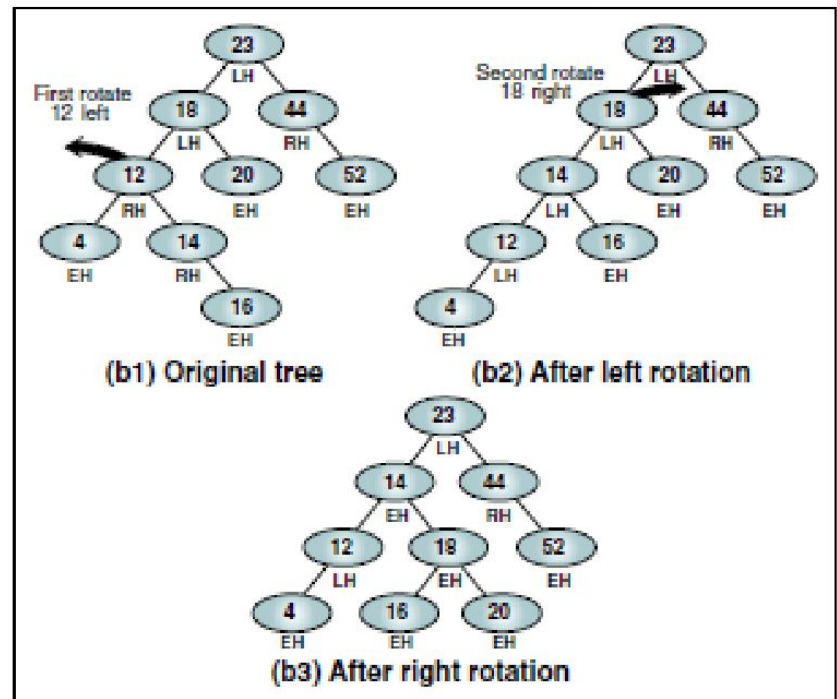 23
LH
First rotate
12 left
18
LH
44
RH
12
RH
20
EH
52
EH
4
EH
14
RH
16
EH
(b1) Original tree
23
LH
Second rotate
18 right
18
LH
44
RH
14
LH
20
EH
52
EH
12
LH
16
EH
4
EH
(b2) After left rotation
23
LH
14
EH
44
RH
12
LH
18
EH
52
EH
4
EH
16
EH
20
EH
(b3) After right rotation